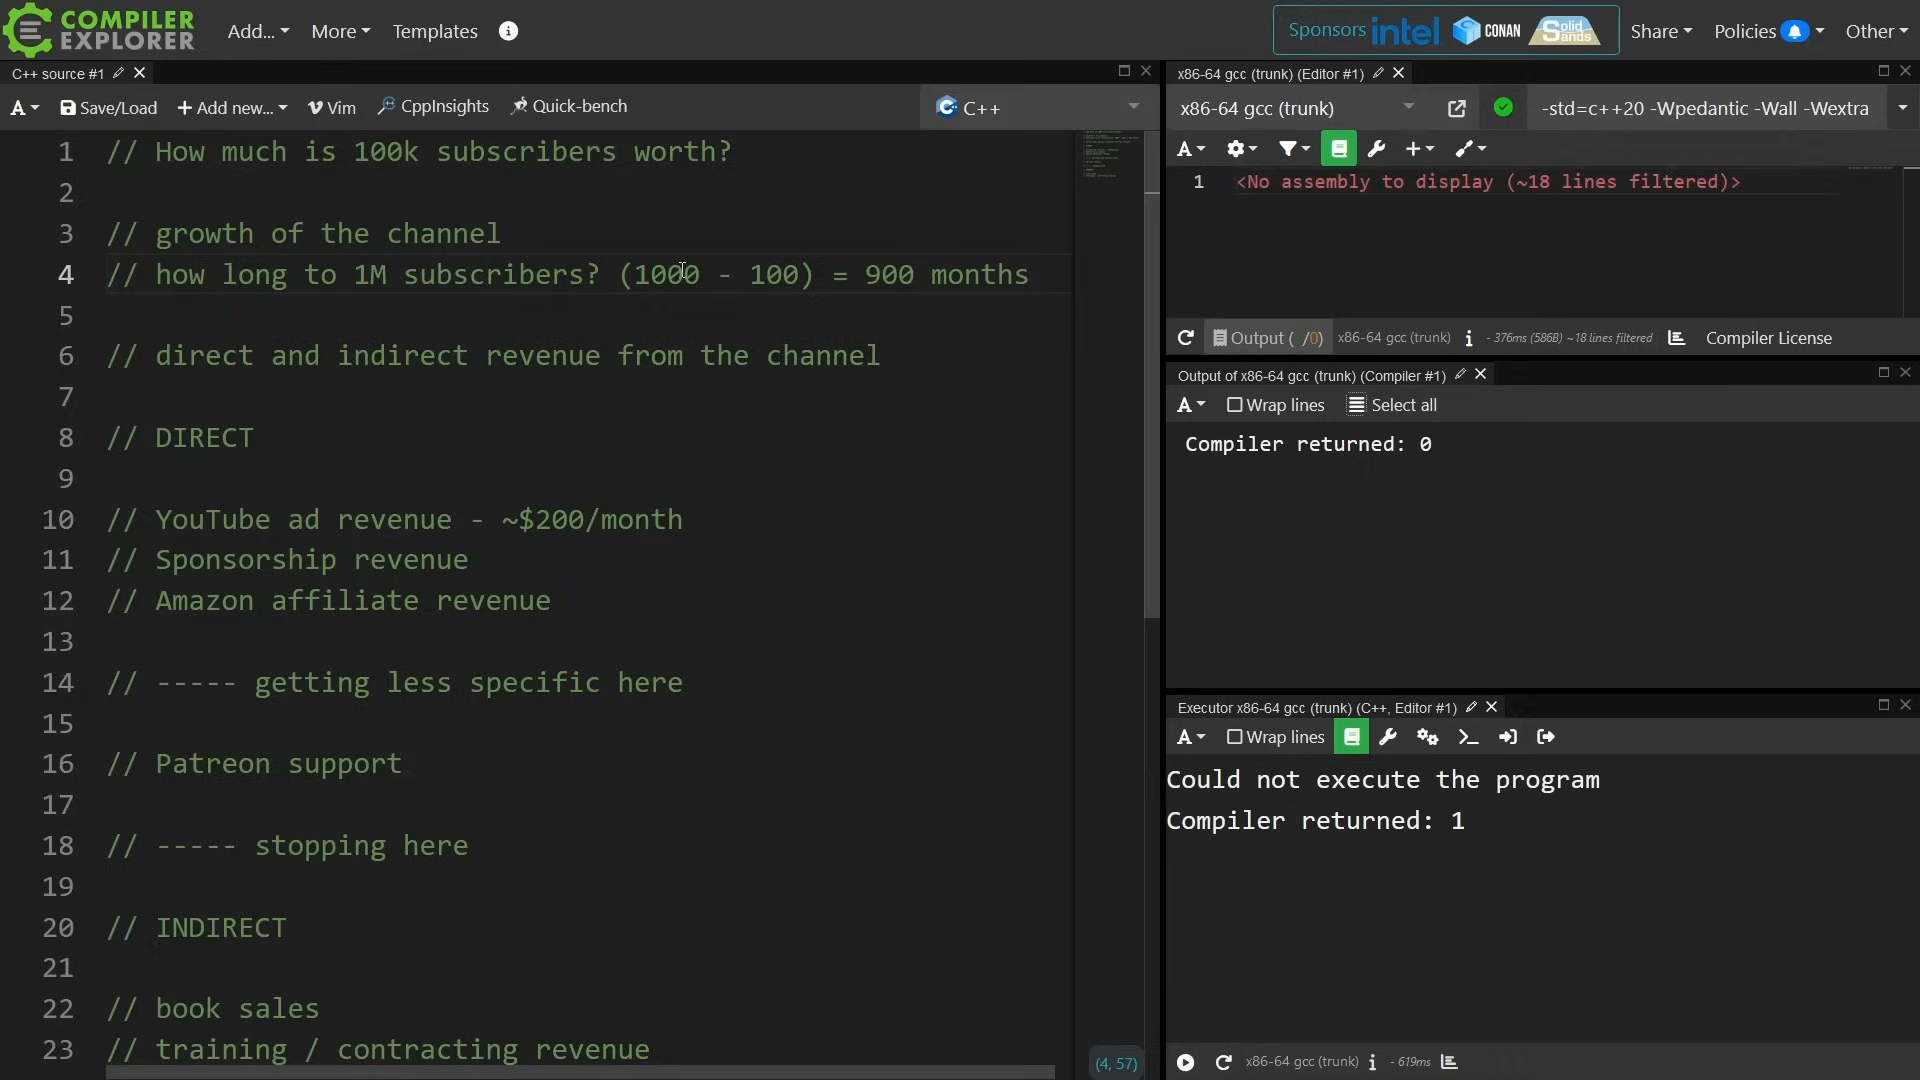 COMPILER EXPLORER
Add... More Templates
Sponsors intel CONAN Solid Sands Share Policies Other
C++ source #1
A Save/Load + Add new... Vim CppInsights Quick-bench C++
1 // How much is 100k subscribers worth?
2
3 // growth of the channel
4 // how long to 1M subscribers? (1000 - 100) = 900 months
5
6 // direct and indirect revenue from the channel
7
8 // DIRECT
9
10 // YouTube ad revenue - ~$200/month
11 // Sponsorship revenue
12 // Amazon affiliate revenue
13
14 // ----- getting less specific here
15
16 // Patreon support
17
18 // ----- stopping here
19
20 // INDIRECT
21
22 // book sales
23 // training / contracting revenue
(4, 57)
x86-64 gcc (trunk) (Editor #1)
x86-64 gcc (trunk) -std=c++20 -Wpedantic -Wall -Wextra
A
1 <No assembly to display (~18 lines filtered)>
Output ( /0) x86-64 gcc (trunk) i - 376ms (586B) ~18 lines filtered Compiler License
Output of x86-64 gcc (trunk) (Compiler #1)
A Wrap lines Select all
Compiler returned: 0
Executor x86-64 gcc (trunk) (C++, Editor #1)
A Wrap lines
Could not execute the program
Compiler returned: 1
x86-64 gcc (trunk) i - 619ms